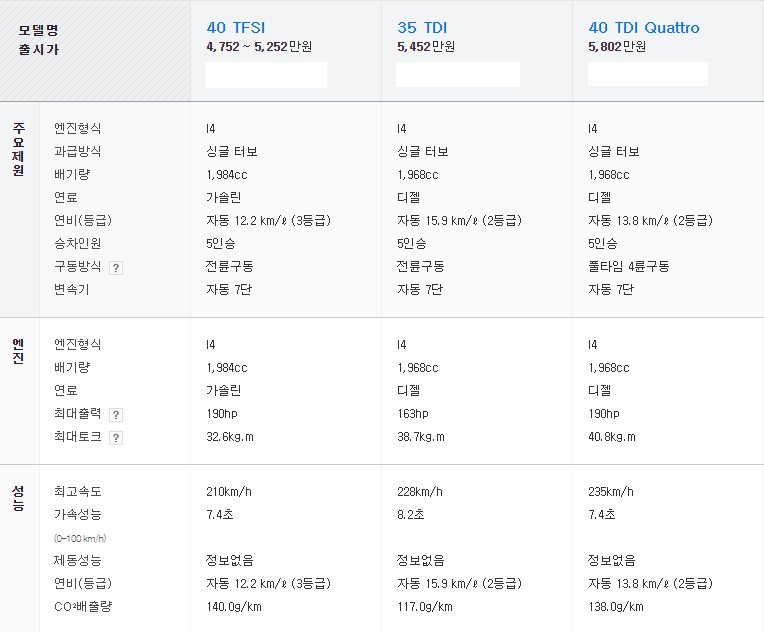 모델명 40 TFSI 35 TDI 40 TDI Quattro
출시가 4,752 ~ 5,252만원 5,452만원 5,802만원
주요제원
엔진형식 I4 I4 I4
과급방식 싱글 터보 싱글 터보 싱글 터보
배기량 1,984cc 1,968cc 1,968cc
연료 가솔린 디젤 디젤
연비(등급) 자동 12.2 km/ℓ (3등급) 자동 15.9 km/ℓ (2등급) 자동 13.8 km/ℓ (2등급)
승차인원 5인승 5인승 5인승
구동방식 ? 전륜구동 전륜구동 풀타임 4륜구동
변속기 자동 7단 자동 7단 자동 7단
엔진
엔진형식 I4 I4 I4
배기량 1,984cc 1,968cc 1,968cc
연료 가솔린 디젤 디젤
최대출력 ? 190hp 163hp 190hp
최대토크 ? 32.6kg.m 38.7kg.m 40.8kg.m
성능
최고속도 210km/h 228km/h 235km/h
가속성능 7.4초 8.2초 7.4초
(0-100 km/h)
제동성능 정보없음 정보없음 정보없음
연비(등급) 자동 12.2 km/ℓ (3등급) 자동 15.9 km/ℓ (2등급) 자동 13.8 km/ℓ (2등급)
CO²배출량 140.0g/km 117.0g/km 138.0g/km